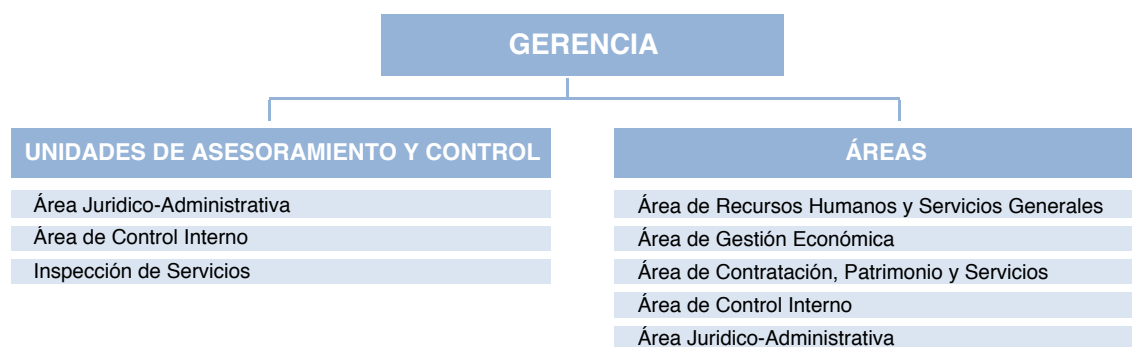 GERENCIA
UNIDADES DE ASESORAMIENTO Y CONTROL
Área Juridico-Administrativa
Área de Control Interno
Inspección de Servicios
ÁREAS
Área de Recursos Humanos y Servicios Generales
Área de Gestión Económica
Área de Contratación, Patrimonio y Servicios
Área de Control Interno
Área Juridico-Administrativa